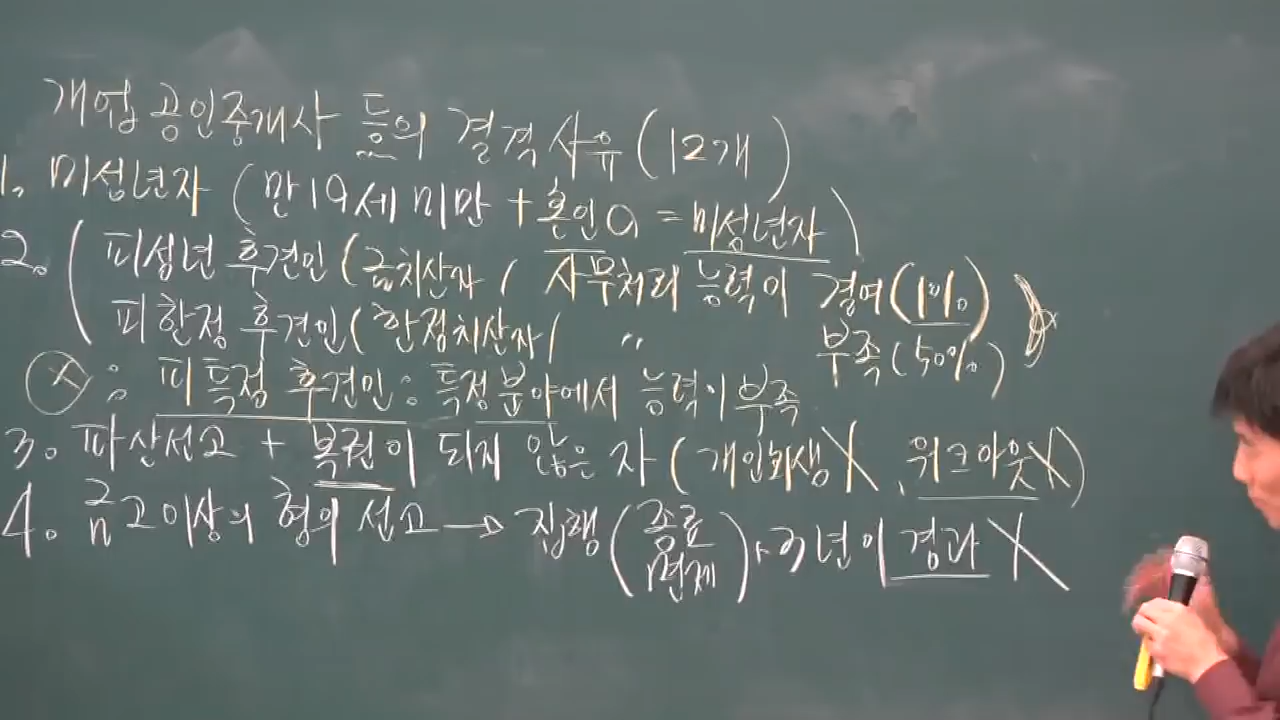 개업공인중개사 등의 결격사유(12개)
1. 미성년자 (만19세 미만 + 혼인O = 미성년자)
2. (피성년후견인(금치산자/사무처리 능력이 결여(1%)
피한정후견인(한정치산자/ 〃 부족(50%))
Ⓧ : 피특정후견인 : 특정분야에서 능력이 부족
3. 파산선고 + 복권이 되지 않은 자 (개인회생X, 워크아웃X)
4. 금고이상의 형의 선고 → 집행(종료 면제)+3년이 경과X